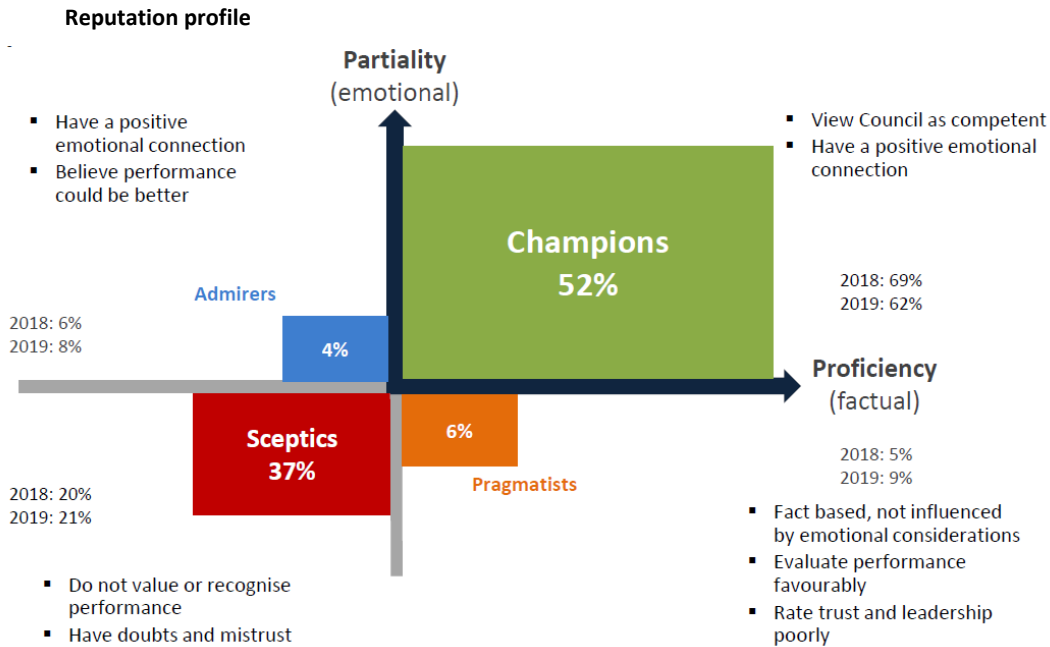 Reputation profile
-
Partiality
(emotional)
▪ Have a positive
emotional connection
▪ Believe performance
could be better
▪ View Council as competent
▪ Have a positive emotional
connection
Champions
52%
2018: 69%
2019: 62%
Admirers
2018: 6%
2019: 8%
4%
Proficiency
(factual)
Sceptics
37%
6%
Pragmatists
2018: 5%
2019: 9%
2018: 20%
2019: 21%
▪ Fact based, not influenced
by emotional considerations
▪ Evaluate performance
favourably
▪ Rate trust and leadership
poorly
▪ Do not value or recognise
performance
▪ Have doubts and mistrust